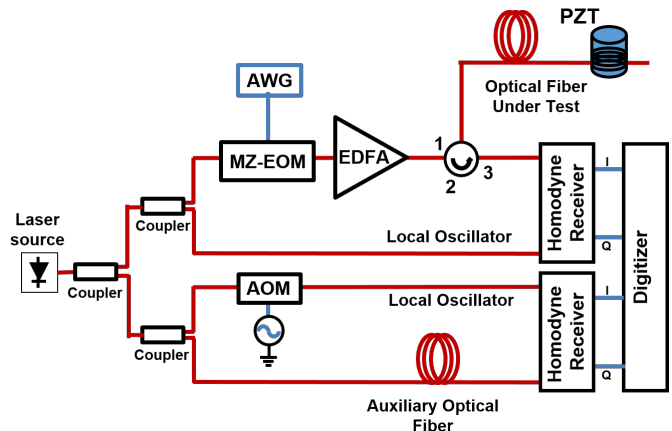 PZT
AWG
Optical Fiber
Under Test
MZ-EOM
EDFA
1
2
3
Homodyne
Receiver
I
Q
Digitizer
Laser
source
Coupler
Coupler
Local Oscillator
AOM
Local Oscillator
Homodyne
Receiver
I
Q
Coupler
Auxiliary Optical
Fiber